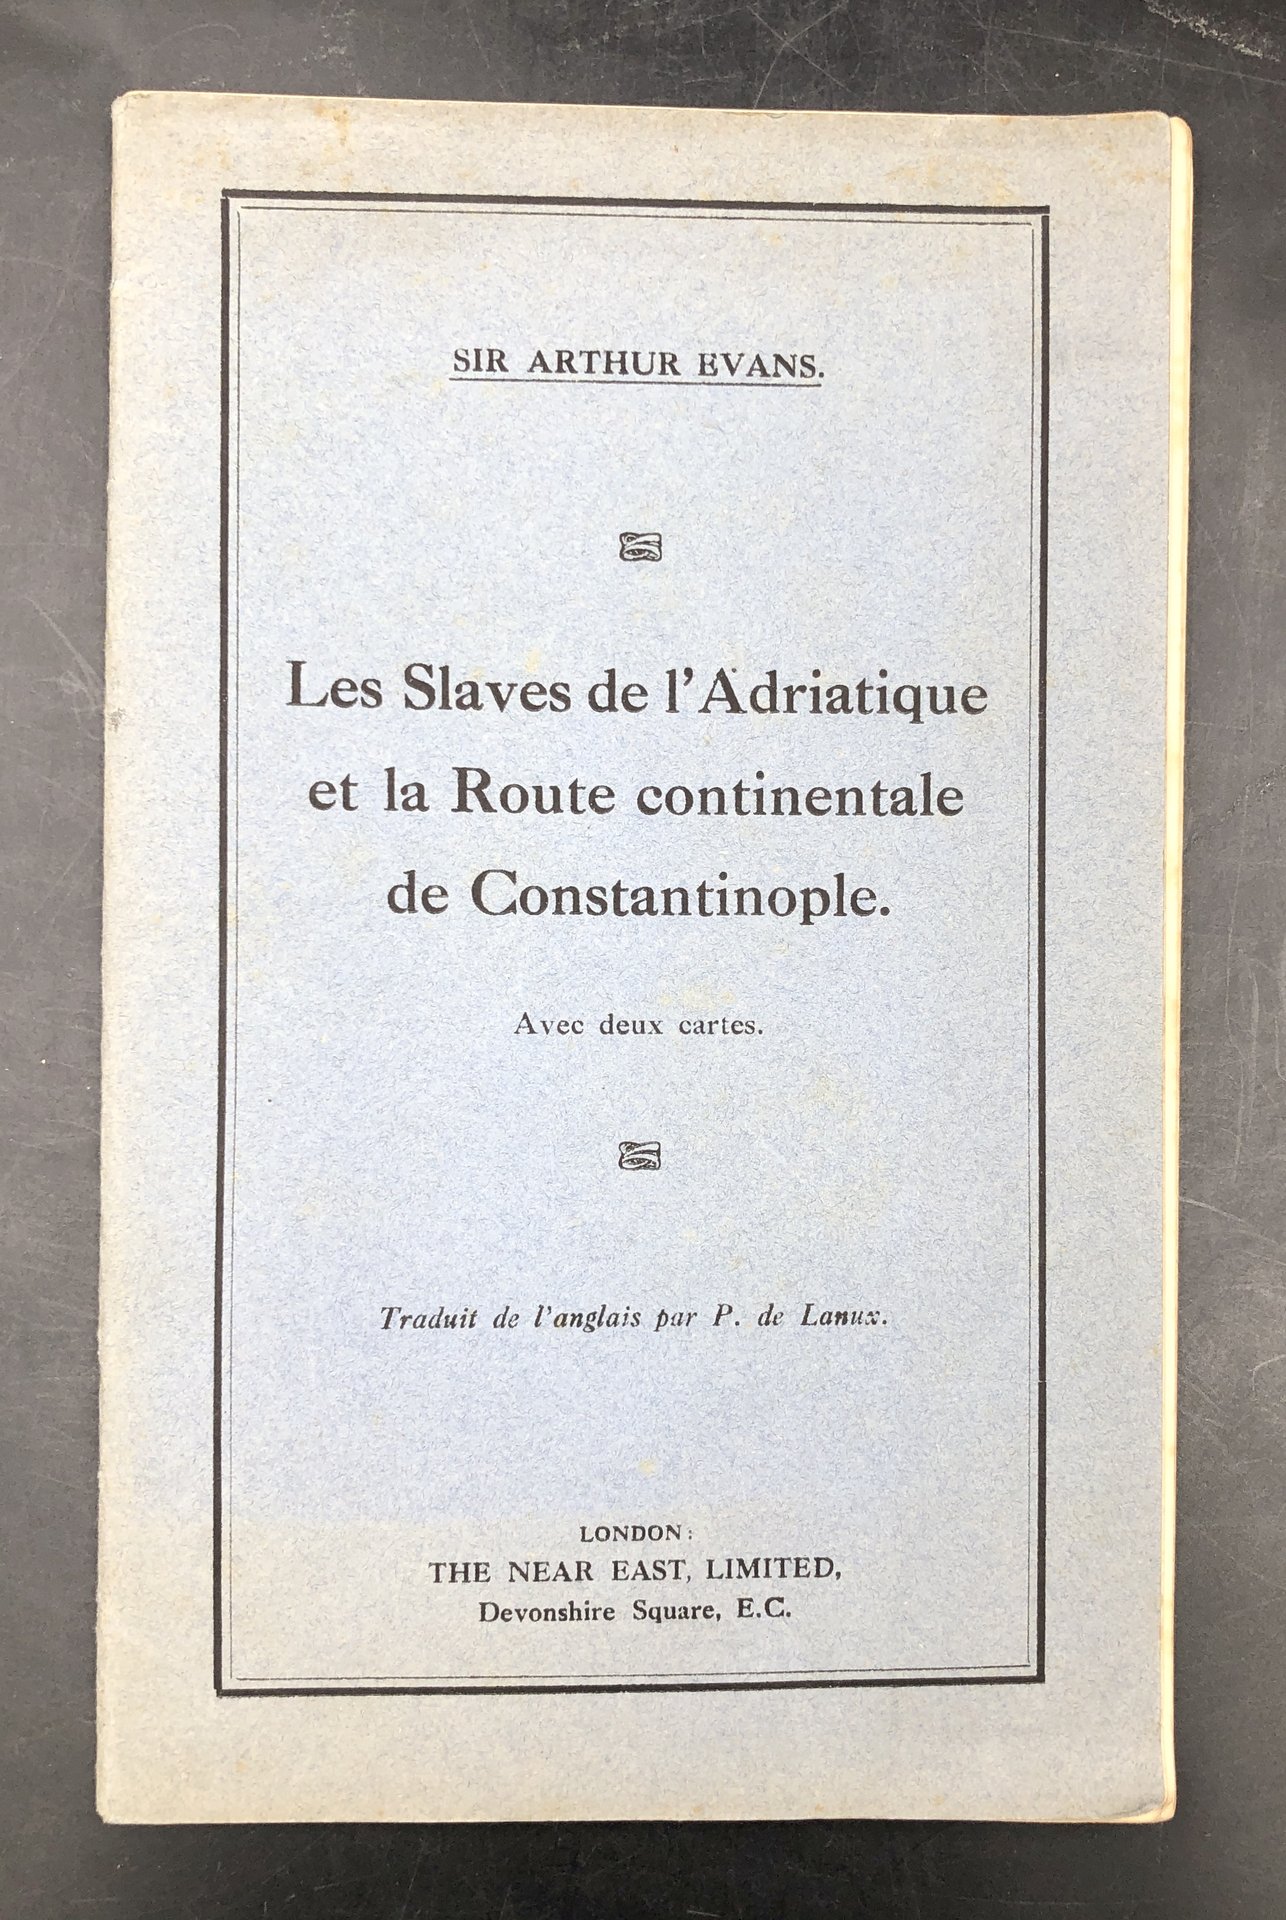 SIR ARTHUR EVANS.
Les Slaves de l'Adriatique
et la Route continentale
de Constantinople.
Avec deux cartes.
Traduit de l'anglais par P. de Lanux.
LONDON:
THE NEAR EAST, LIMITED,
Devonshire Square, E.C.